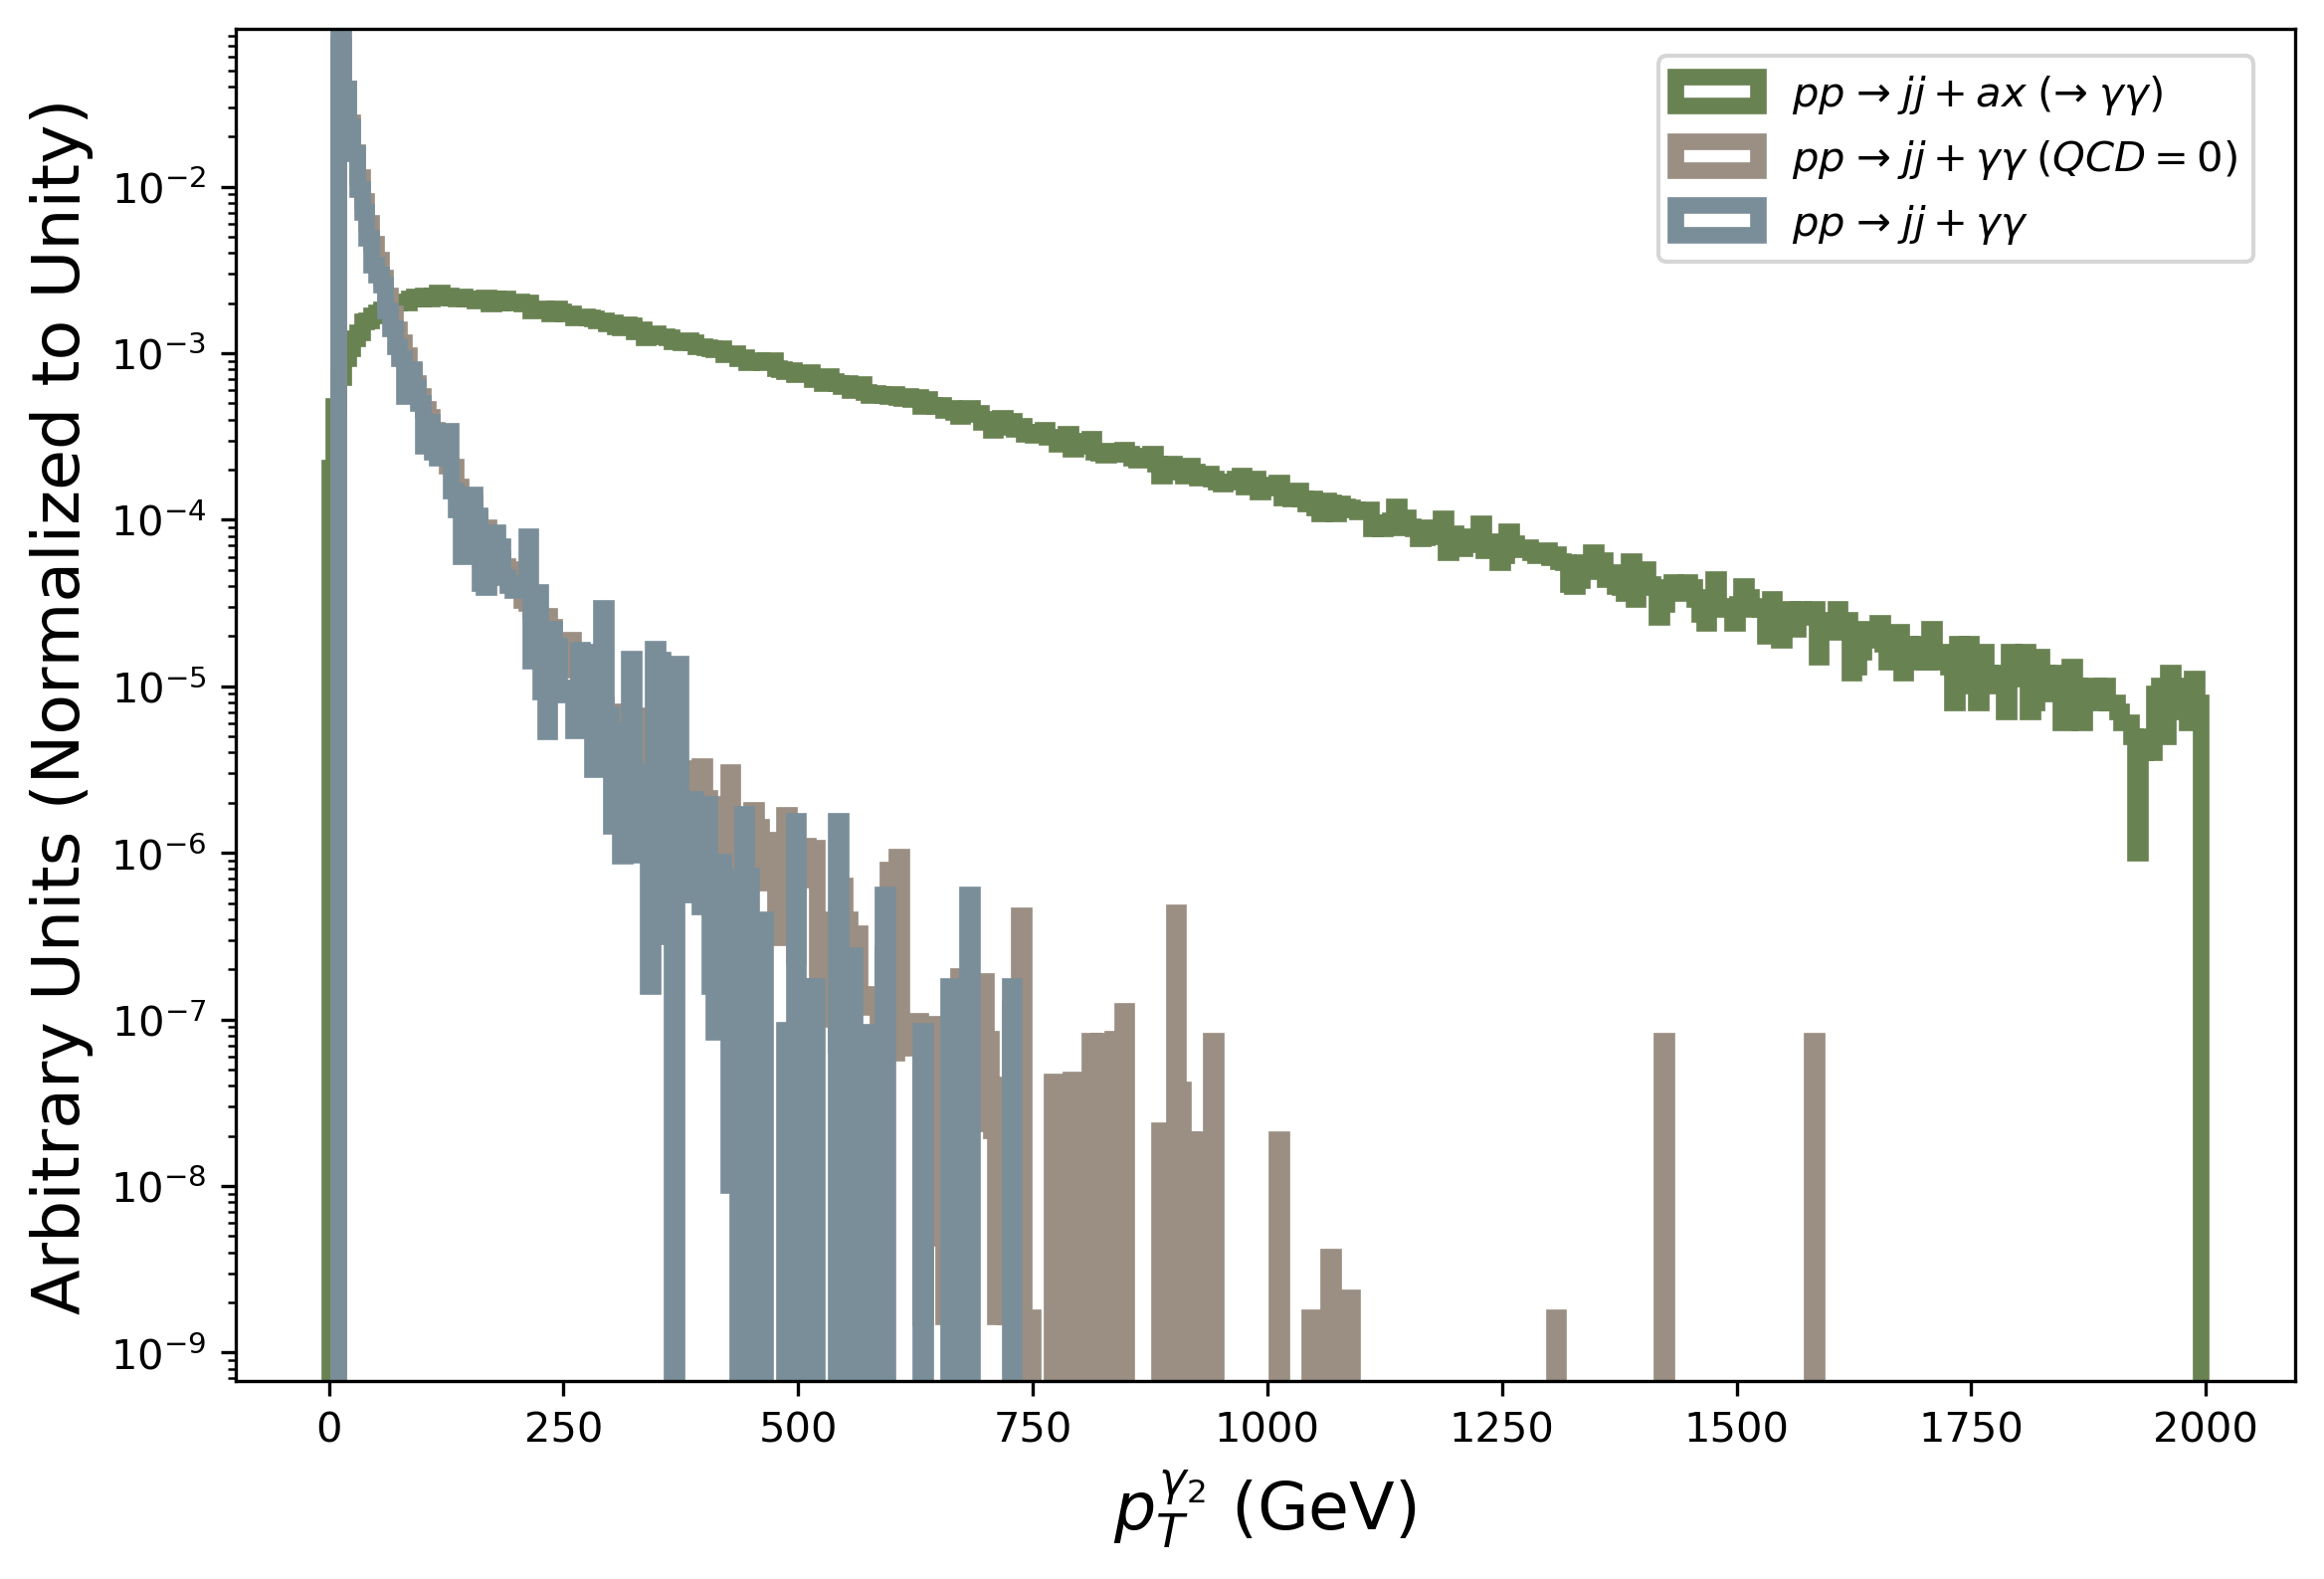 Arbitrary Units (Normalized to Unity)
10⁻²
10⁻³
10⁻⁴
10⁻⁵
10⁻⁶
10⁻⁷
10⁻⁸
10⁻⁹
pp → jj + ax (→ γγ)
pp → jj + γγ (QCD = 0)
pp → jj + γγ
0 250 500 750 1000 1250 1500 1750 2000
p_T^{γ₂} (GeV)